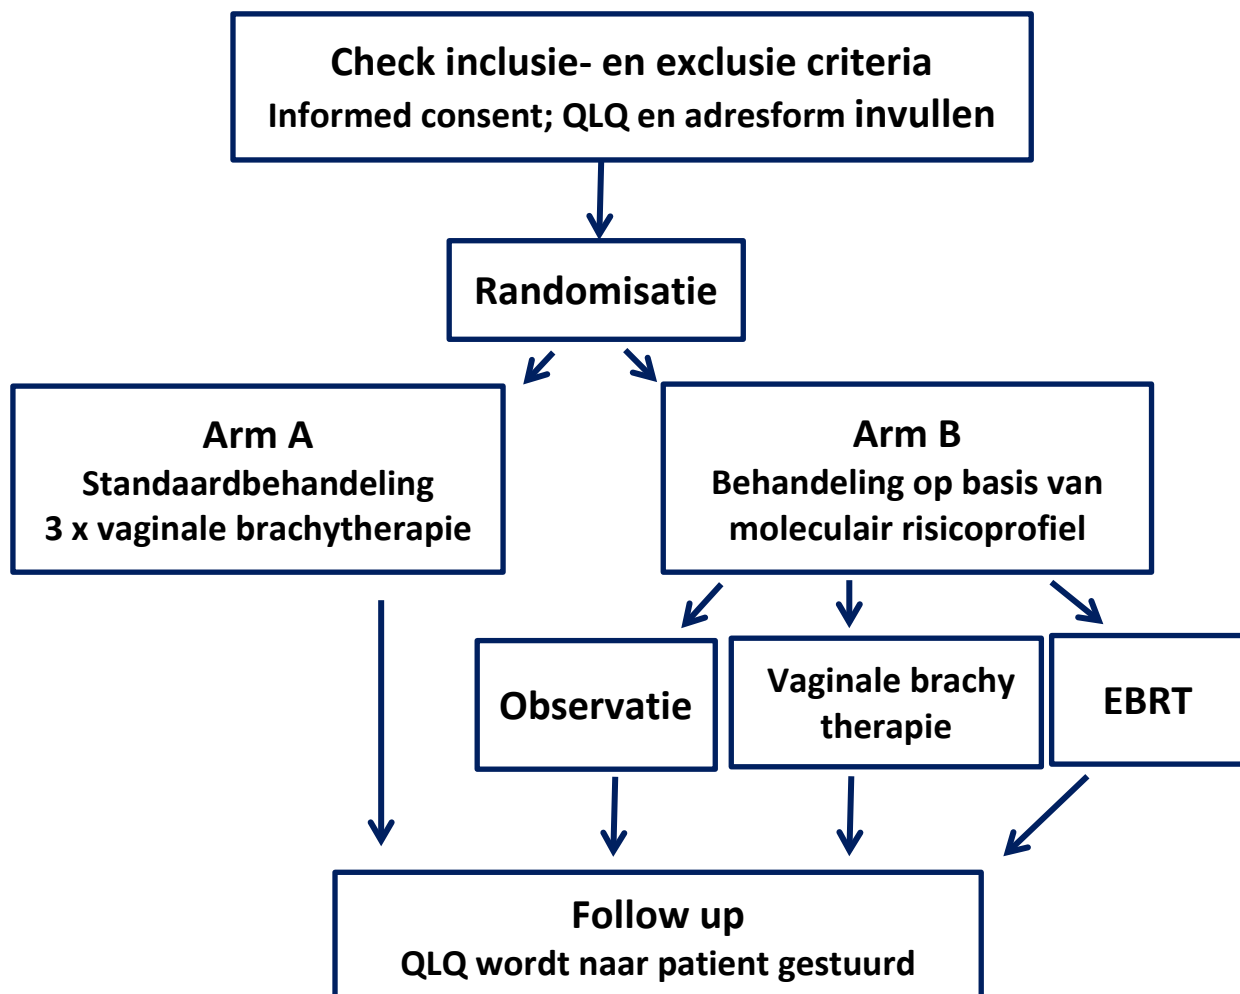 Check inclusie- en exclusie criteria
Informed consent; QLQ en adresform invullen
Randomisatie
Arm A
Standaardbehandeling
3 x vaginale brachytherapie
Arm B
Behandeling op basis van
moleculair risicoprofiel
Observatie
Vaginale brachy
therapie
EBRT
Follow up
QLQ wordt naar patient gestuurd